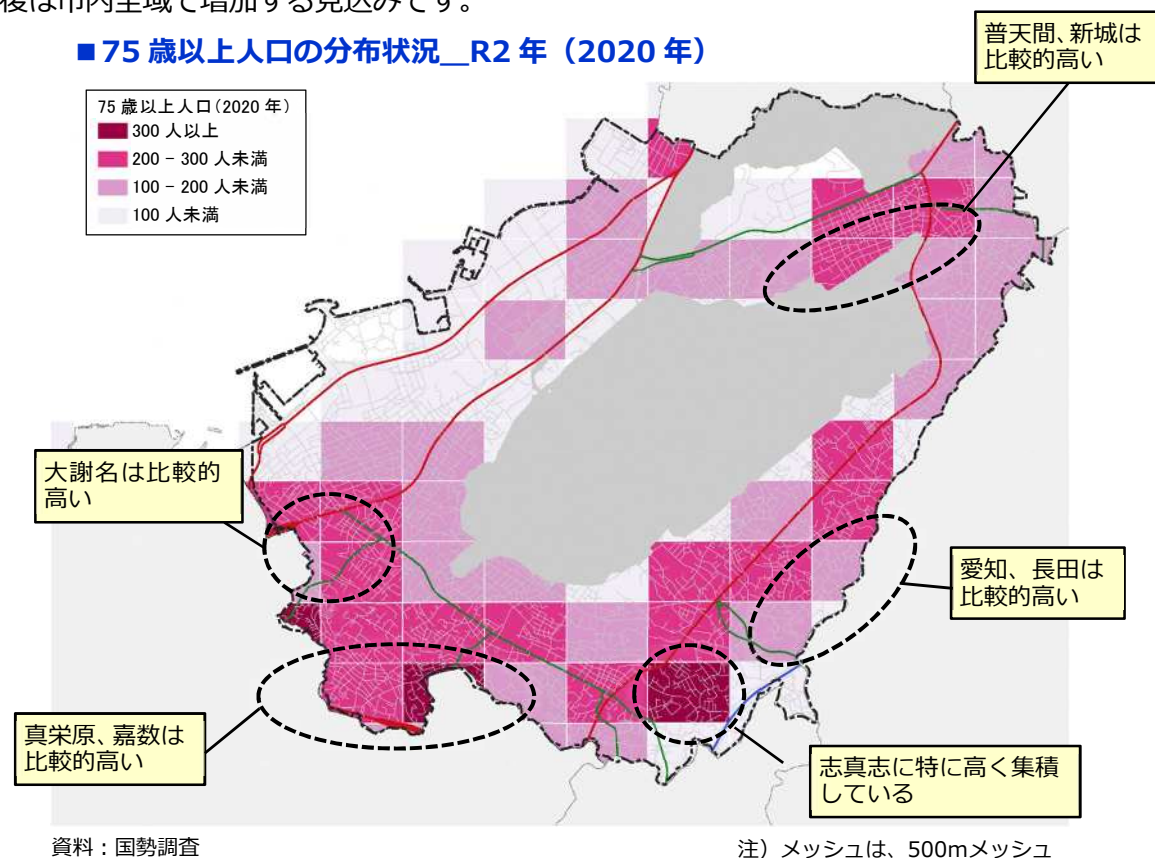 後は市内全域で増加する見込みです。
■75 歳以上人口の分布状況__R2 年（2020 年）
普天間、新城は
比較的高い
75 歳以上人口(2020 年)
300 人以上
200 - 300 人未満
100 - 200 人未満
100 人未満
大謝名は比較的
高い
愛知、長田は
比較的高い
真栄原、嘉数は
比較的高い
志真志に特に高く集積
している
資料：国勢調査
注）メッシュは、500mメッシュ